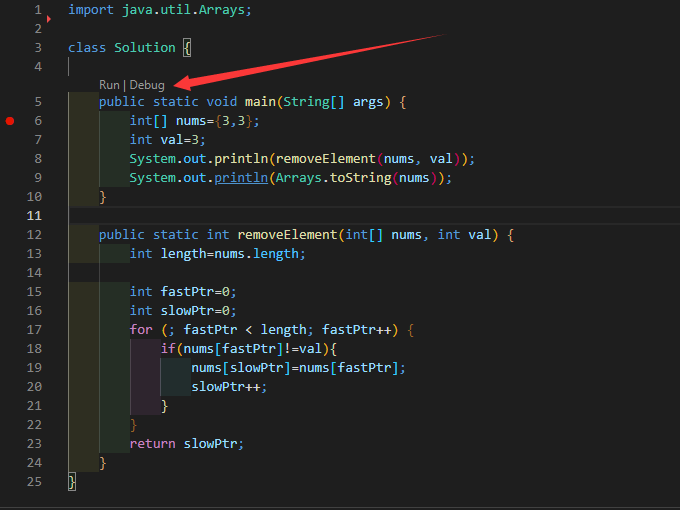 1 import java.util.Arrays;
2
3 class Solution {
4
Run | Debug
5 public static void main(String[] args) {
6 int[] nums={3,3};
7 int val=3;
8 System.out.println(removeElement(nums, val));
9 System.out.println(Arrays.toString(nums));
10 }
11
12 public static int removeElement(int[] nums, int val) {
13 int length=nums.length;
14
15 int fastPtr=0;
16 int slowPtr=0;
17 for (; fastPtr < length; fastPtr++) {
18 if(nums[fastPtr]!=val){
19 nums[slowPtr]=nums[fastPtr];
20 slowPtr++;
21 }
22 }
23 return slowPtr;
24 }
25 }